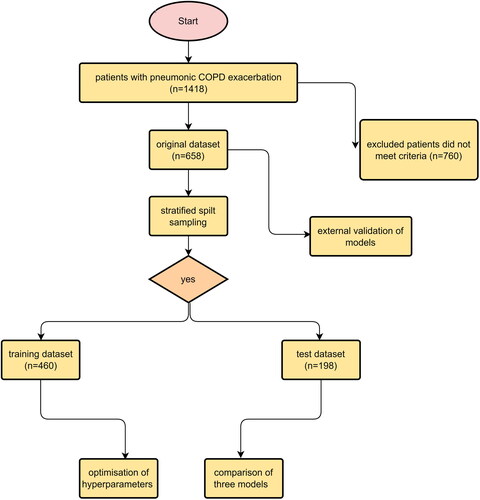 Start
patients with pneumonic COPD exacerbation
(n=1418)
excluded patients did not
meet criteria (n=760)
original dataset
(n=658)
stratified spilt
sampling
external validation of
models
yes
training dataset
(n=460)
test dataset
(n=198)
optimisation of
hyperparameters
comparison of
three models